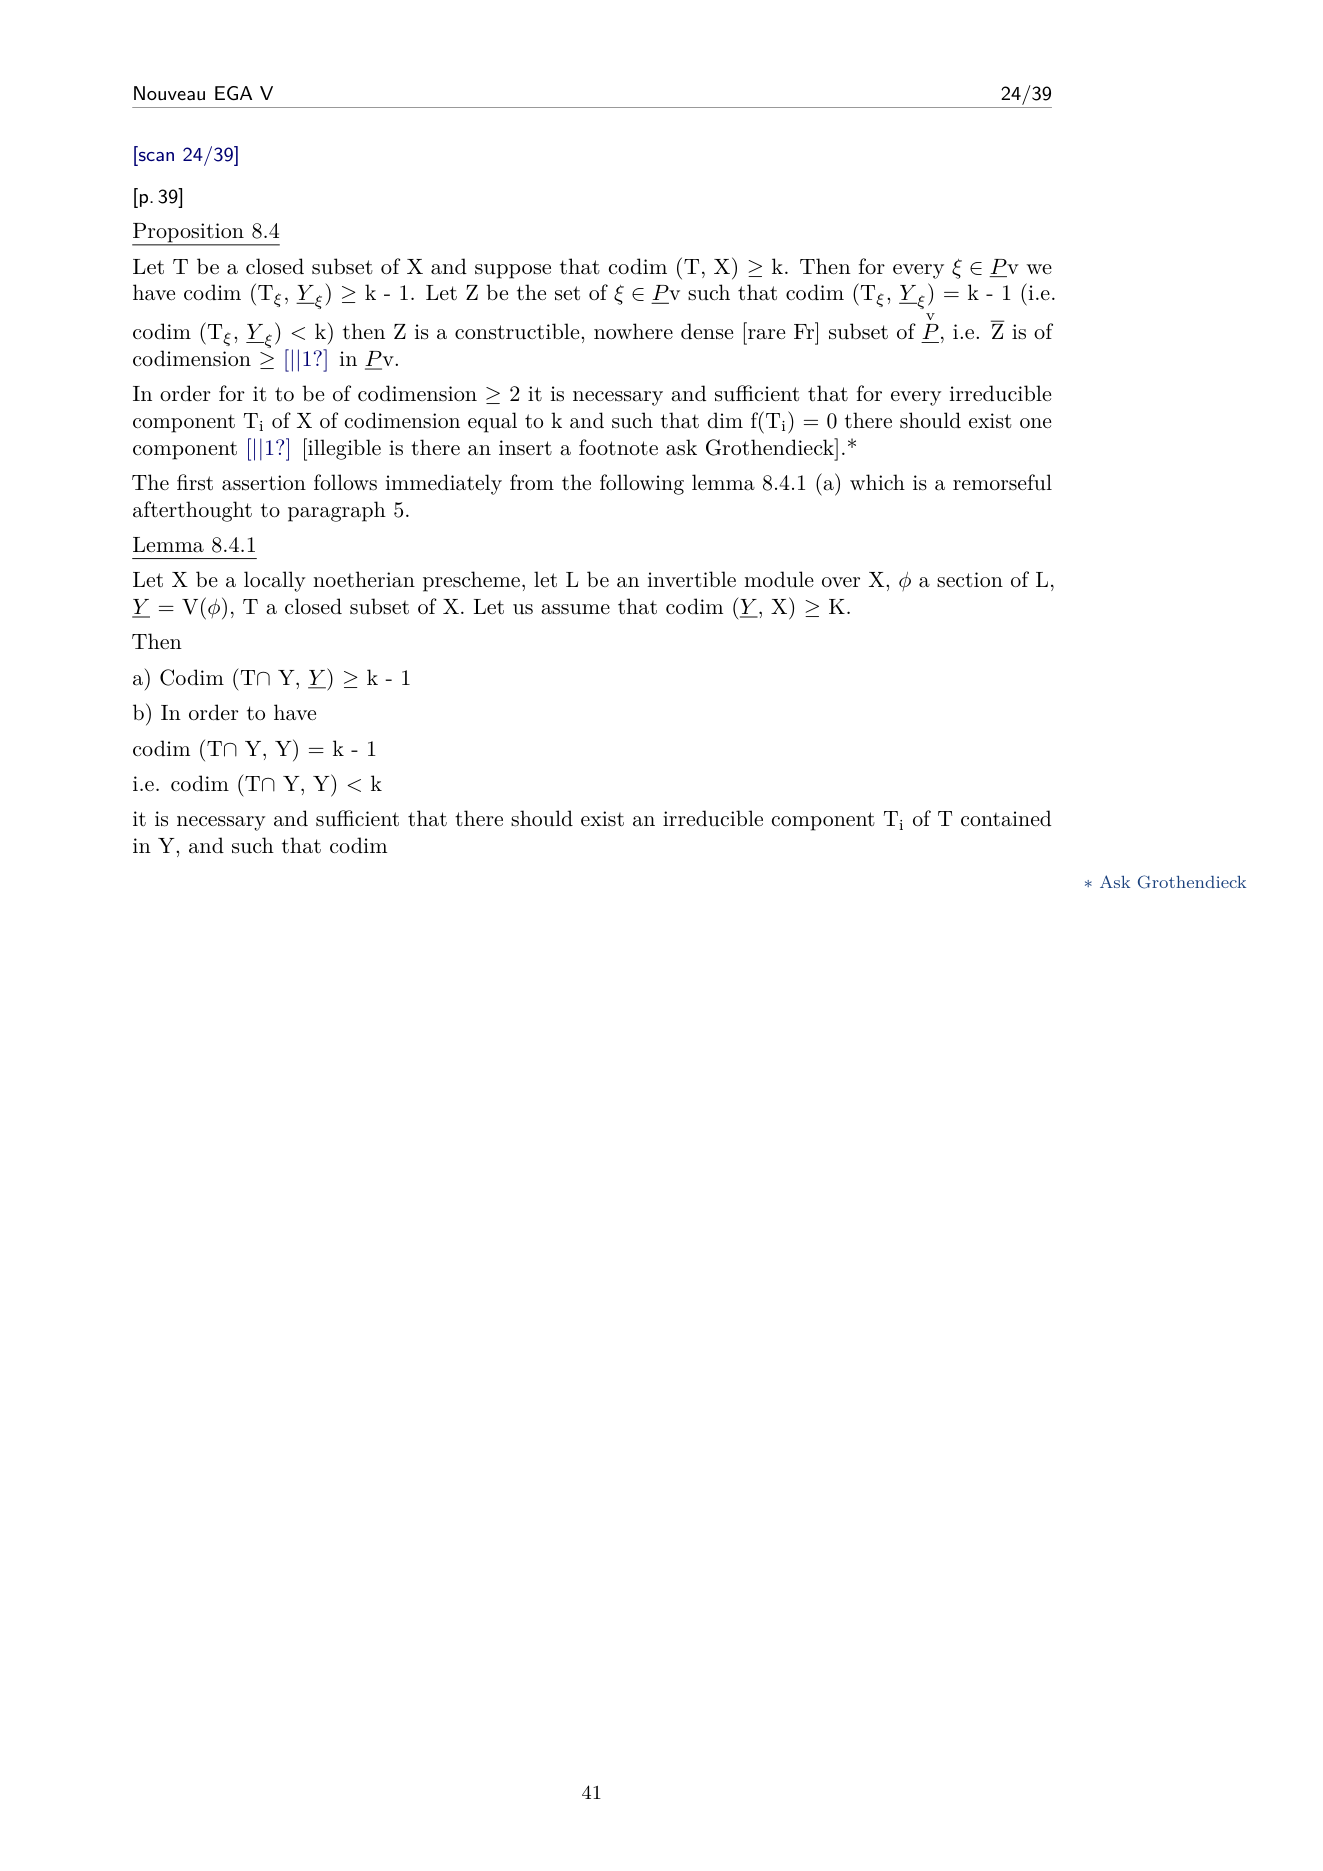 Nouveau EGA V 24/39
[scan 24/39]
[p. 39]
Proposition 8.4
Let T be a closed subset of X and suppose that codim (T, X) ≥ k. Then for every ξ ∈ Pv we
have codim (Tξ, Yξ) ≥ k - 1. Let Z be the set of ξ ∈ Pv such that codim (Tξ, Yξ) = k - 1 (i.e.
codim (Tξ, Yξ) < k) then Z is a constructible, nowhere dense [rare Fr] subset of P̌, i.e. Z̅ is of
codimension ≥ [||1?] in Pv.
In order for it to be of codimension ≥ 2 it is necessary and sufficient that for every irreducible
component Ti of X of codimension equal to k and such that dim f(Ti) = 0 there should exist one
component [||1?] [illegible is there an insert a footnote ask Grothendieck].*
The first assertion follows immediately from the following lemma 8.4.1 (a) which is a remorseful
afterthought to paragraph 5.
Lemma 8.4.1
Let X be a locally noetherian prescheme, let L be an invertible module over X, ϕ a section of L,
Y = V(ϕ), T a closed subset of X. Let us assume that codim (Y, X) ≥ K.
Then
a) Codim (T∩ Y, Y) ≥ k - 1
b) In order to have
codim (T∩ Y, Y) = k - 1
i.e. codim (T∩ Y, Y) < k
it is necessary and sufficient that there should exist an irreducible component Ti of T contained
in Y, and such that codim
* Ask Grothendieck
41